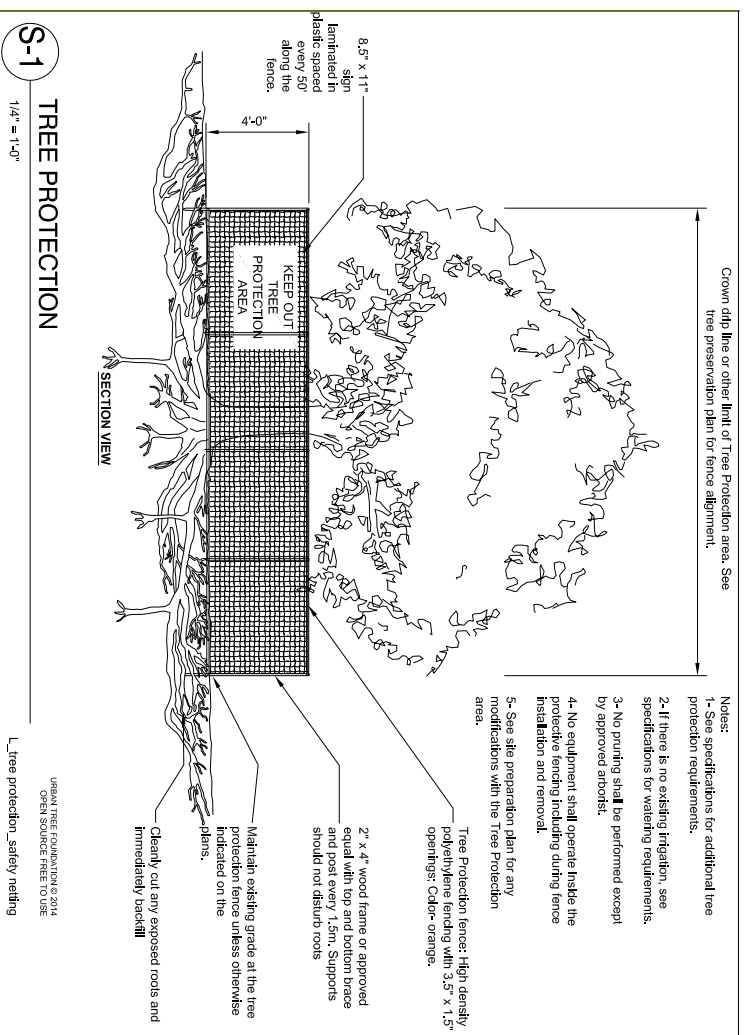 Crown drip line or other limit of Tree Protection area. See
tree preservation plan for fence alignment.
Notes:
1- See specifications for additional tree
protection requirements.
2- If there is no existing irrigation, see
specifications for watering requirements.
3- No pruning shall be performed except
by approved arborist.
4- No equipment shall operate inside the
protective fencing including during fence
installation and removal.
5- See site preparation plan for any
modifications with the Tree Protection
area.
8.5" x 11"
sign
laminated in
plastic spaced
every 50'
along the
fence.
4'-0"
KEEP OUT
TREE
PROTECTION
AREA
Tree Protection fence: High density
polyethylene fencing with 3.5" x 1.5"
openings; Color- orange.
2" x 4" wood frame or approved
equal with top and bottom brace
and post every 1.5m. Supports
should not disturb roots
Maintain existing grade at the tree
protection fence unless otherwise
indicated on the
plans.
Cleanly cut any exposed roots and
immediately backfill
SECTION VIEW
S-1
TREE PROTECTION
1/4" = 1'-0"
URBAN TREE FOUNDATION © 2014
OPEN SOURCE FREE TO USE
L_tree protection_safety netting